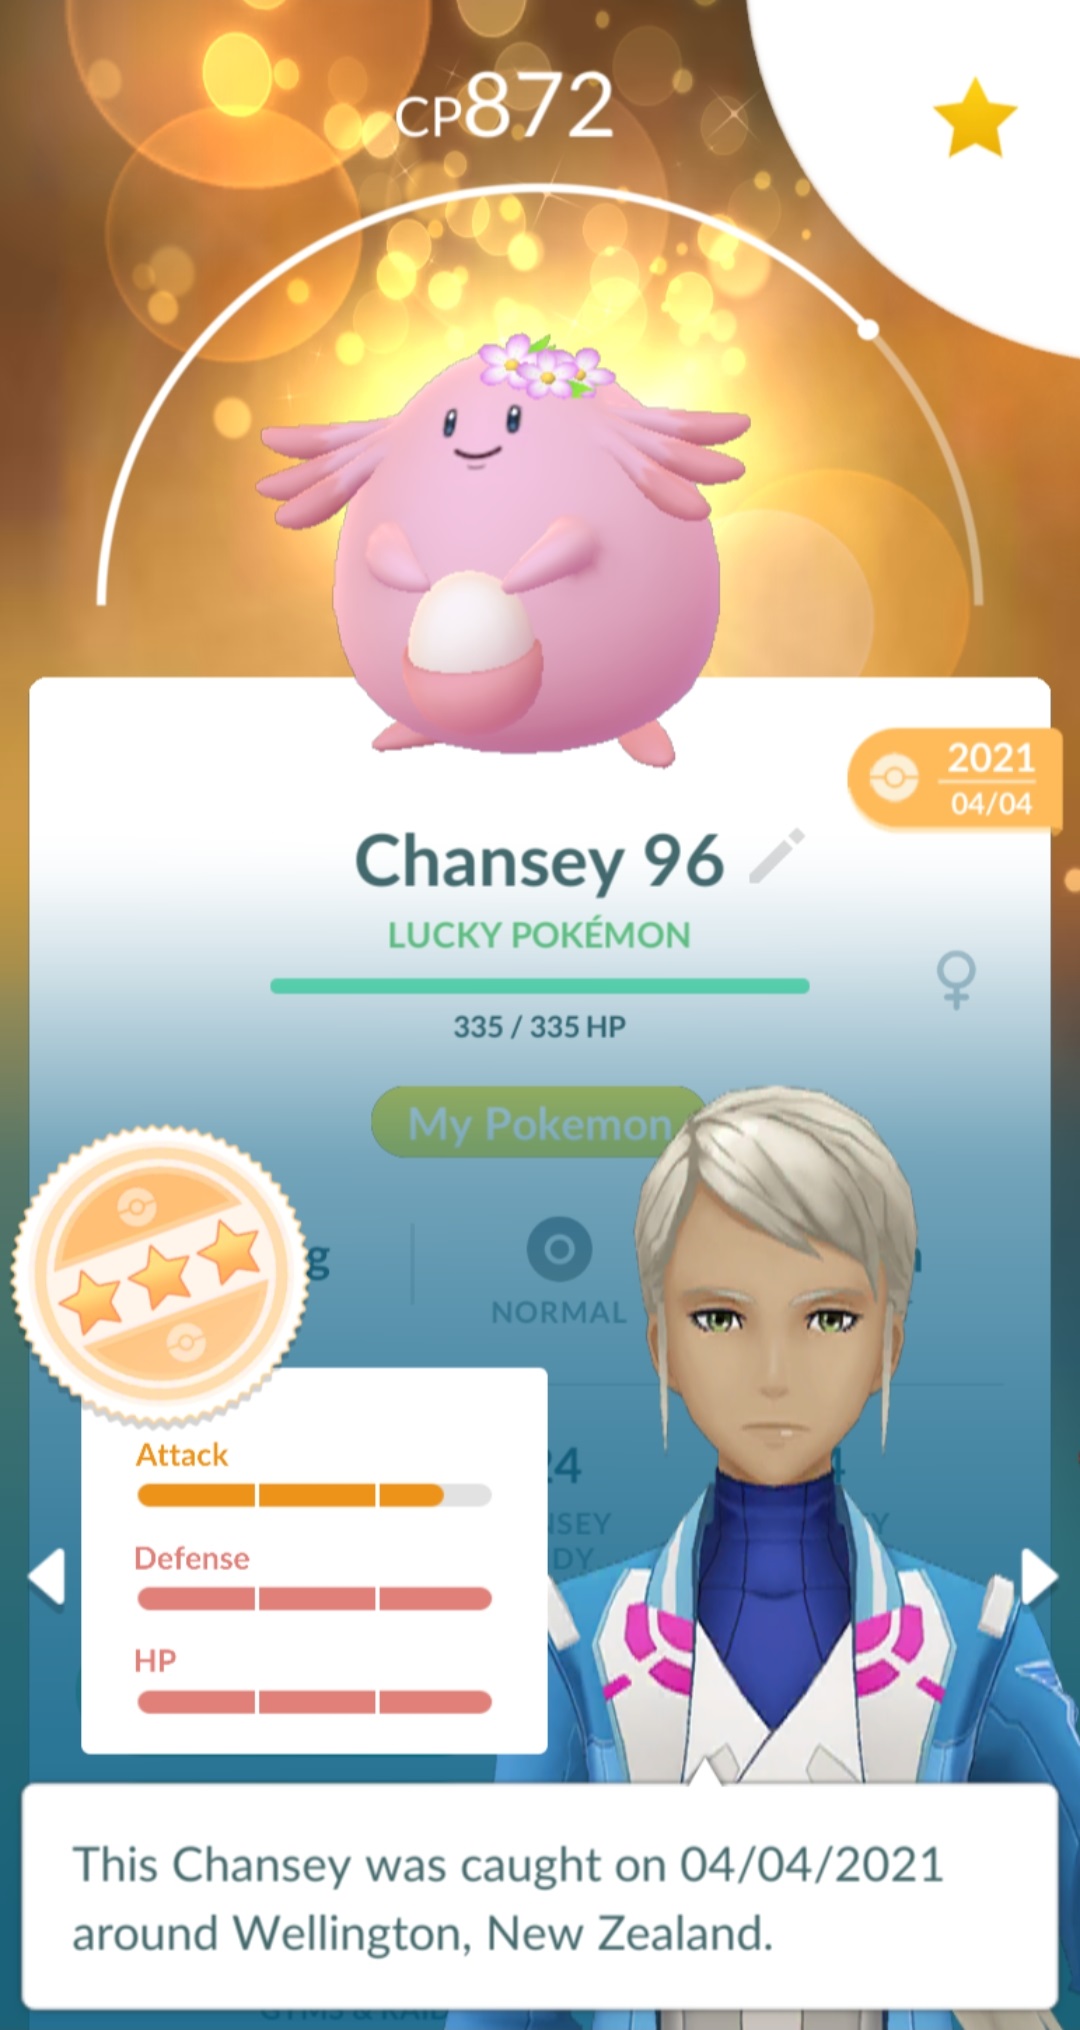 CP872
2021
04/04
Chansey 96
LUCKY POKÉMON
335 / 335 HP
My Pokemon
g
NORMAL
Attack
Defense
HP
This Chansey was caught on 04/04/2021
around Wellington, New Zealand.